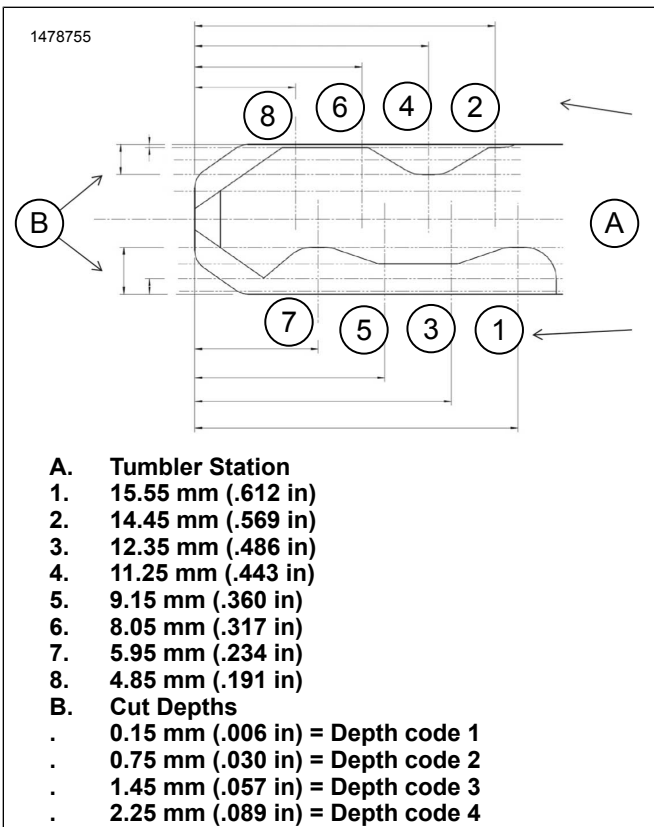 1478755
8 6 4 2
B A
7 5 3 1
A. Tumbler Station
1. 15.55 mm (.612 in)
2. 14.45 mm (.569 in)
3. 12.35 mm (.486 in)
4. 11.25 mm (.443 in)
5. 9.15 mm (.360 in)
6. 8.05 mm (.317 in)
7. 5.95 mm (.234 in)
8. 4.85 mm (.191 in)
B. Cut Depths
. 0.15 mm (.006 in) = Depth code 1
. 0.75 mm (.030 in) = Depth code 2
. 1.45 mm (.057 in) = Depth code 3
. 2.25 mm (.089 in) = Depth code 4